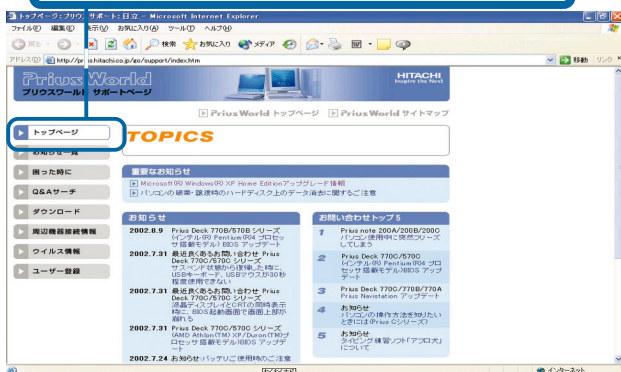 トップページ:プリウス サポート:日立 - Microsoft Internet Explorer
ファイル(F) 編集(E) 表示(V) お気に入り(A) ツール(T) ヘルプ(H)
戻る 検索 お気に入り メディア
アドレス(D) http://prius.hitachi.co.jp/go/support/index.htm 移動 リンク
Prius World
プリウスワールド サポートページ
HITACHI
Inspire the Next
Prius World トップページ Prius World サイトマップ
トップページ
お知らせ一覧
困った時に
Q&Aサーチ
ダウンロード
周辺機器接続情報
ウイルス情報
ユーザー登録
TOPICS
重要なお知らせ
Microsoft(R) Windows(R) XP Home Editionアップグレード情報
パソコンの廃棄・譲渡時のハードディスク上のデータ消去に関するご注意
お知らせ
2002.8.9 Prius Deck 770B/570B シリーズ
(インテル(R) Pentium(R)4 プロセッ
サ搭載モデル) BIOS アップデート
2002.7.31 最近良くあるお問い合わせ Prius
Deck 770C/570C シリーズ
サスペンド状態から復帰した時に、
USBキーボード、USBマウスが30秒
程度使用できない
2002.7.31 最近良くあるお問い合わせ Prius
Deck 770C/570C シリーズ
液晶ディスプレイとCRTの同時表示
時に、BIOS起動画面で画面上部が
崩れる
2002.7.31 Prius Deck 770C/570C シリーズ
(AMD Athlon(TM) XP/Duron(TM)プ
ロセッサ搭載モデル)BIOS アップデ
ート
2002.7.24 お知らせ:バッテリご使用時のご注意
お問い合わせトップ5
1 Prius note 200A/200B/200C
パソコン使用中に突然フリーズ
してしまう
2 Prius Deck 770C/570C
(インテル(R) Pentium(R)4 プロ
セッサ搭載モデル)BIOS アップ
デート
3 Prius Deck 770C/770B/770A
Prius Navistation アップデート
4 お知らせ
パソコンの操作方法を知りたい
ときには(Prius Cシリーズ)
5 お知らせ
タイピング練習ソフト「アフロ犬」
について
インターネット